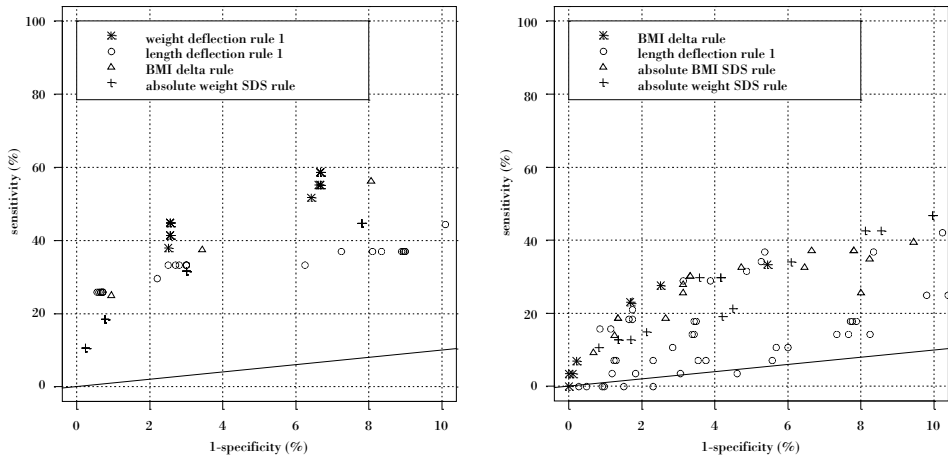 100
80
60
40
20
0
sensitivity (%)
weight deflection rule 1
length deflection rule 1
BMI delta rule
absolute weight SDS rule
0 2 4 6 8 10
1-specificity (%)
100
80
60
40
20
0
sensitivity (%)
BMI delta rule
length deflection rule 1
absolute BMI SDS rule
absolute weight SDS rule
0 2 4 6 8 10
1-specificity (%)